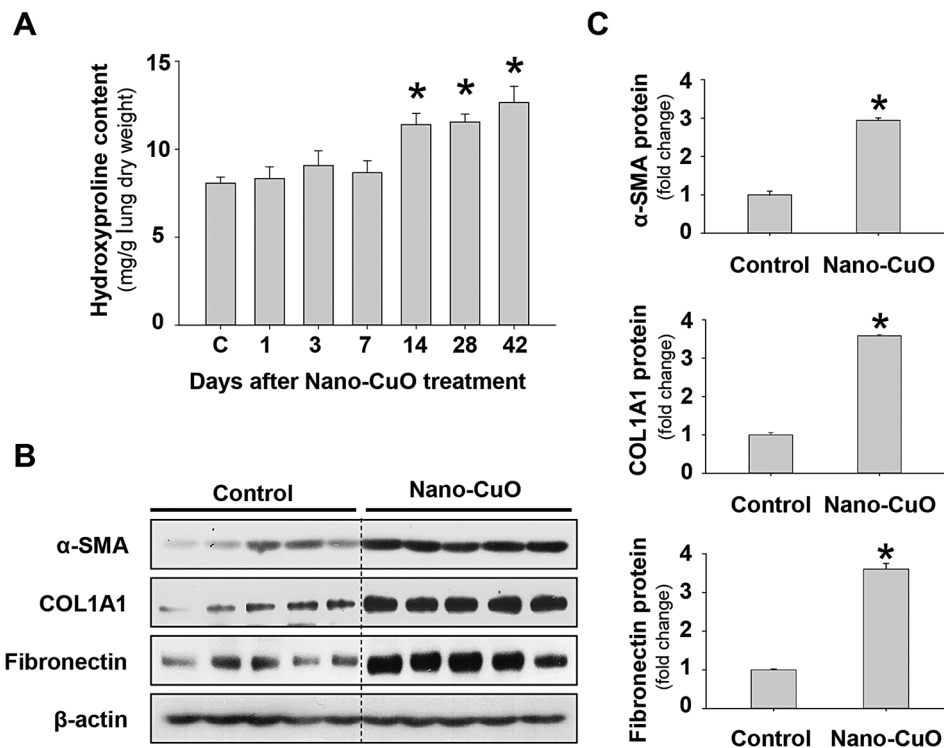 A
Hydroxyproline content
(mg/g lung dry weight)
15
10
5
0
* * *
C 1 3 7 14 28 42
Days after Nano-CuO treatment
B
Control Nano-CuO
α-SMA
COL1A1
Fibronectin
β-actin
C
α-SMA protein
(fold change)
4
3
2
1
0
*
Control Nano-CuO
COL1A1 protein
(fold change)
4
3
2
1
0
*
Control Nano-CuO
Fibronectin protein
(fold change)
4
3
2
1
0
*
Control Nano-CuO